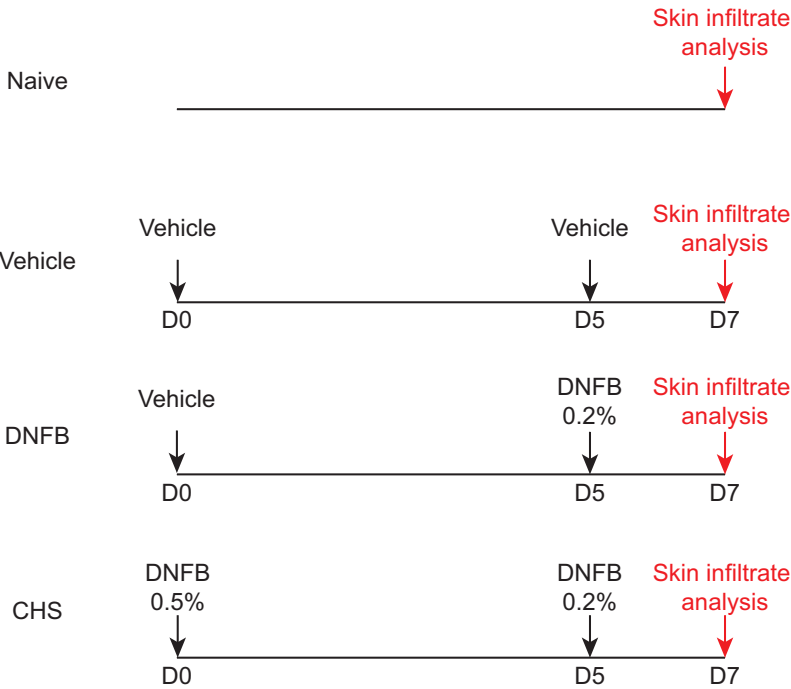 Skin infiltrate
analysis
Naive
Vehicle
Vehicle
Skin infiltrate
analysis
Vehicle
D0
D5
D7
Vehicle
DNFB
0.2%
Skin infiltrate
analysis
DNFB
D0
D5
D7
DNFB
0.5%
DNFB
0.2%
Skin infiltrate
analysis
CHS
D0
D5
D7